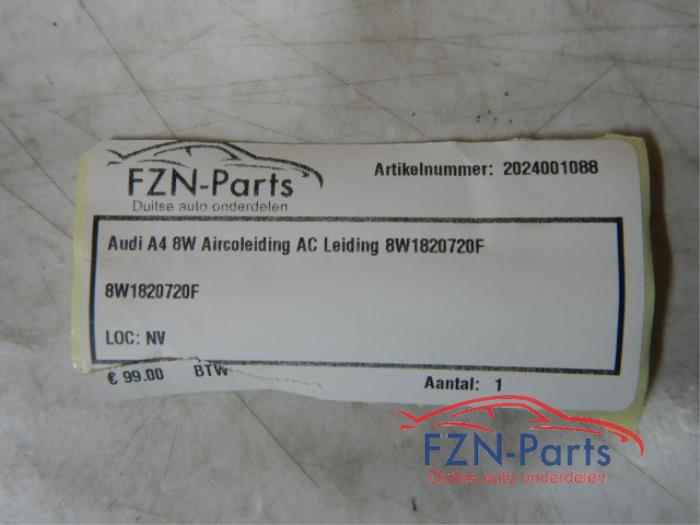 FZN-Parts
Duitse auto onderdelen
Artikelnummer: 2024001088
Audi A4 8W Aircoleiding AC Leiding 8W1820720F
8W1820720F
LOC: NV
€ 99.00 BTW
Aantal: 1
FZN-Parts
Duitse auto onderdelen